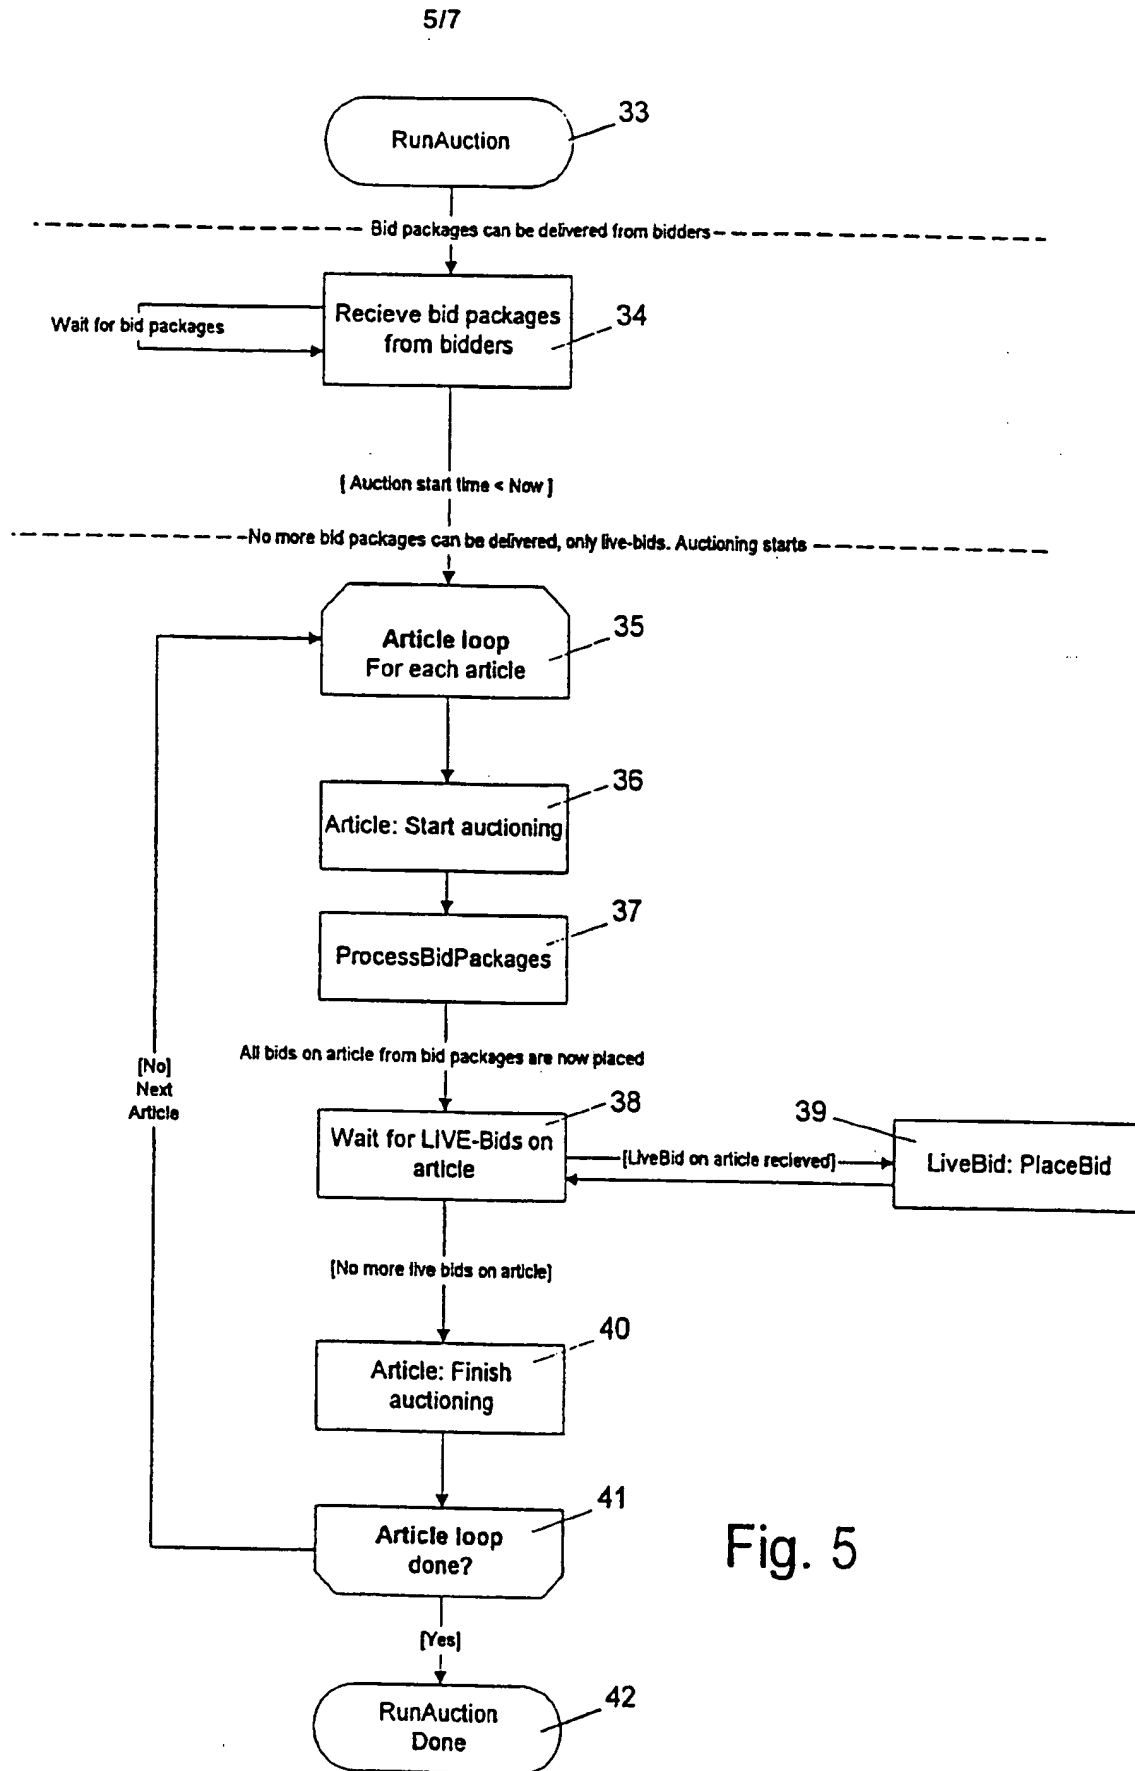 5/7
33
RunAuction
Bid packages can be delivered from bidders
Recieve bid packages
from bidders
34
Wait for bid packages
[ Auction start time < Now ]
No more bid packages can be delivered, only live-bids. Auctioning starts
35
Article loop
For each article
36
Article: Start auctioning
37
ProcessBidPackages
All bids on article from bid packages are now placed
[No]
Next
Article
38
Wait for LIVE-Bids on
article
[LiveBid on article recieved]
39
LiveBid: PlaceBid
[No more live bids on article]
40
Article: Finish
auctioning
41
Article loop
done?
Fig. 5
[Yes]
42
RunAuction
Done